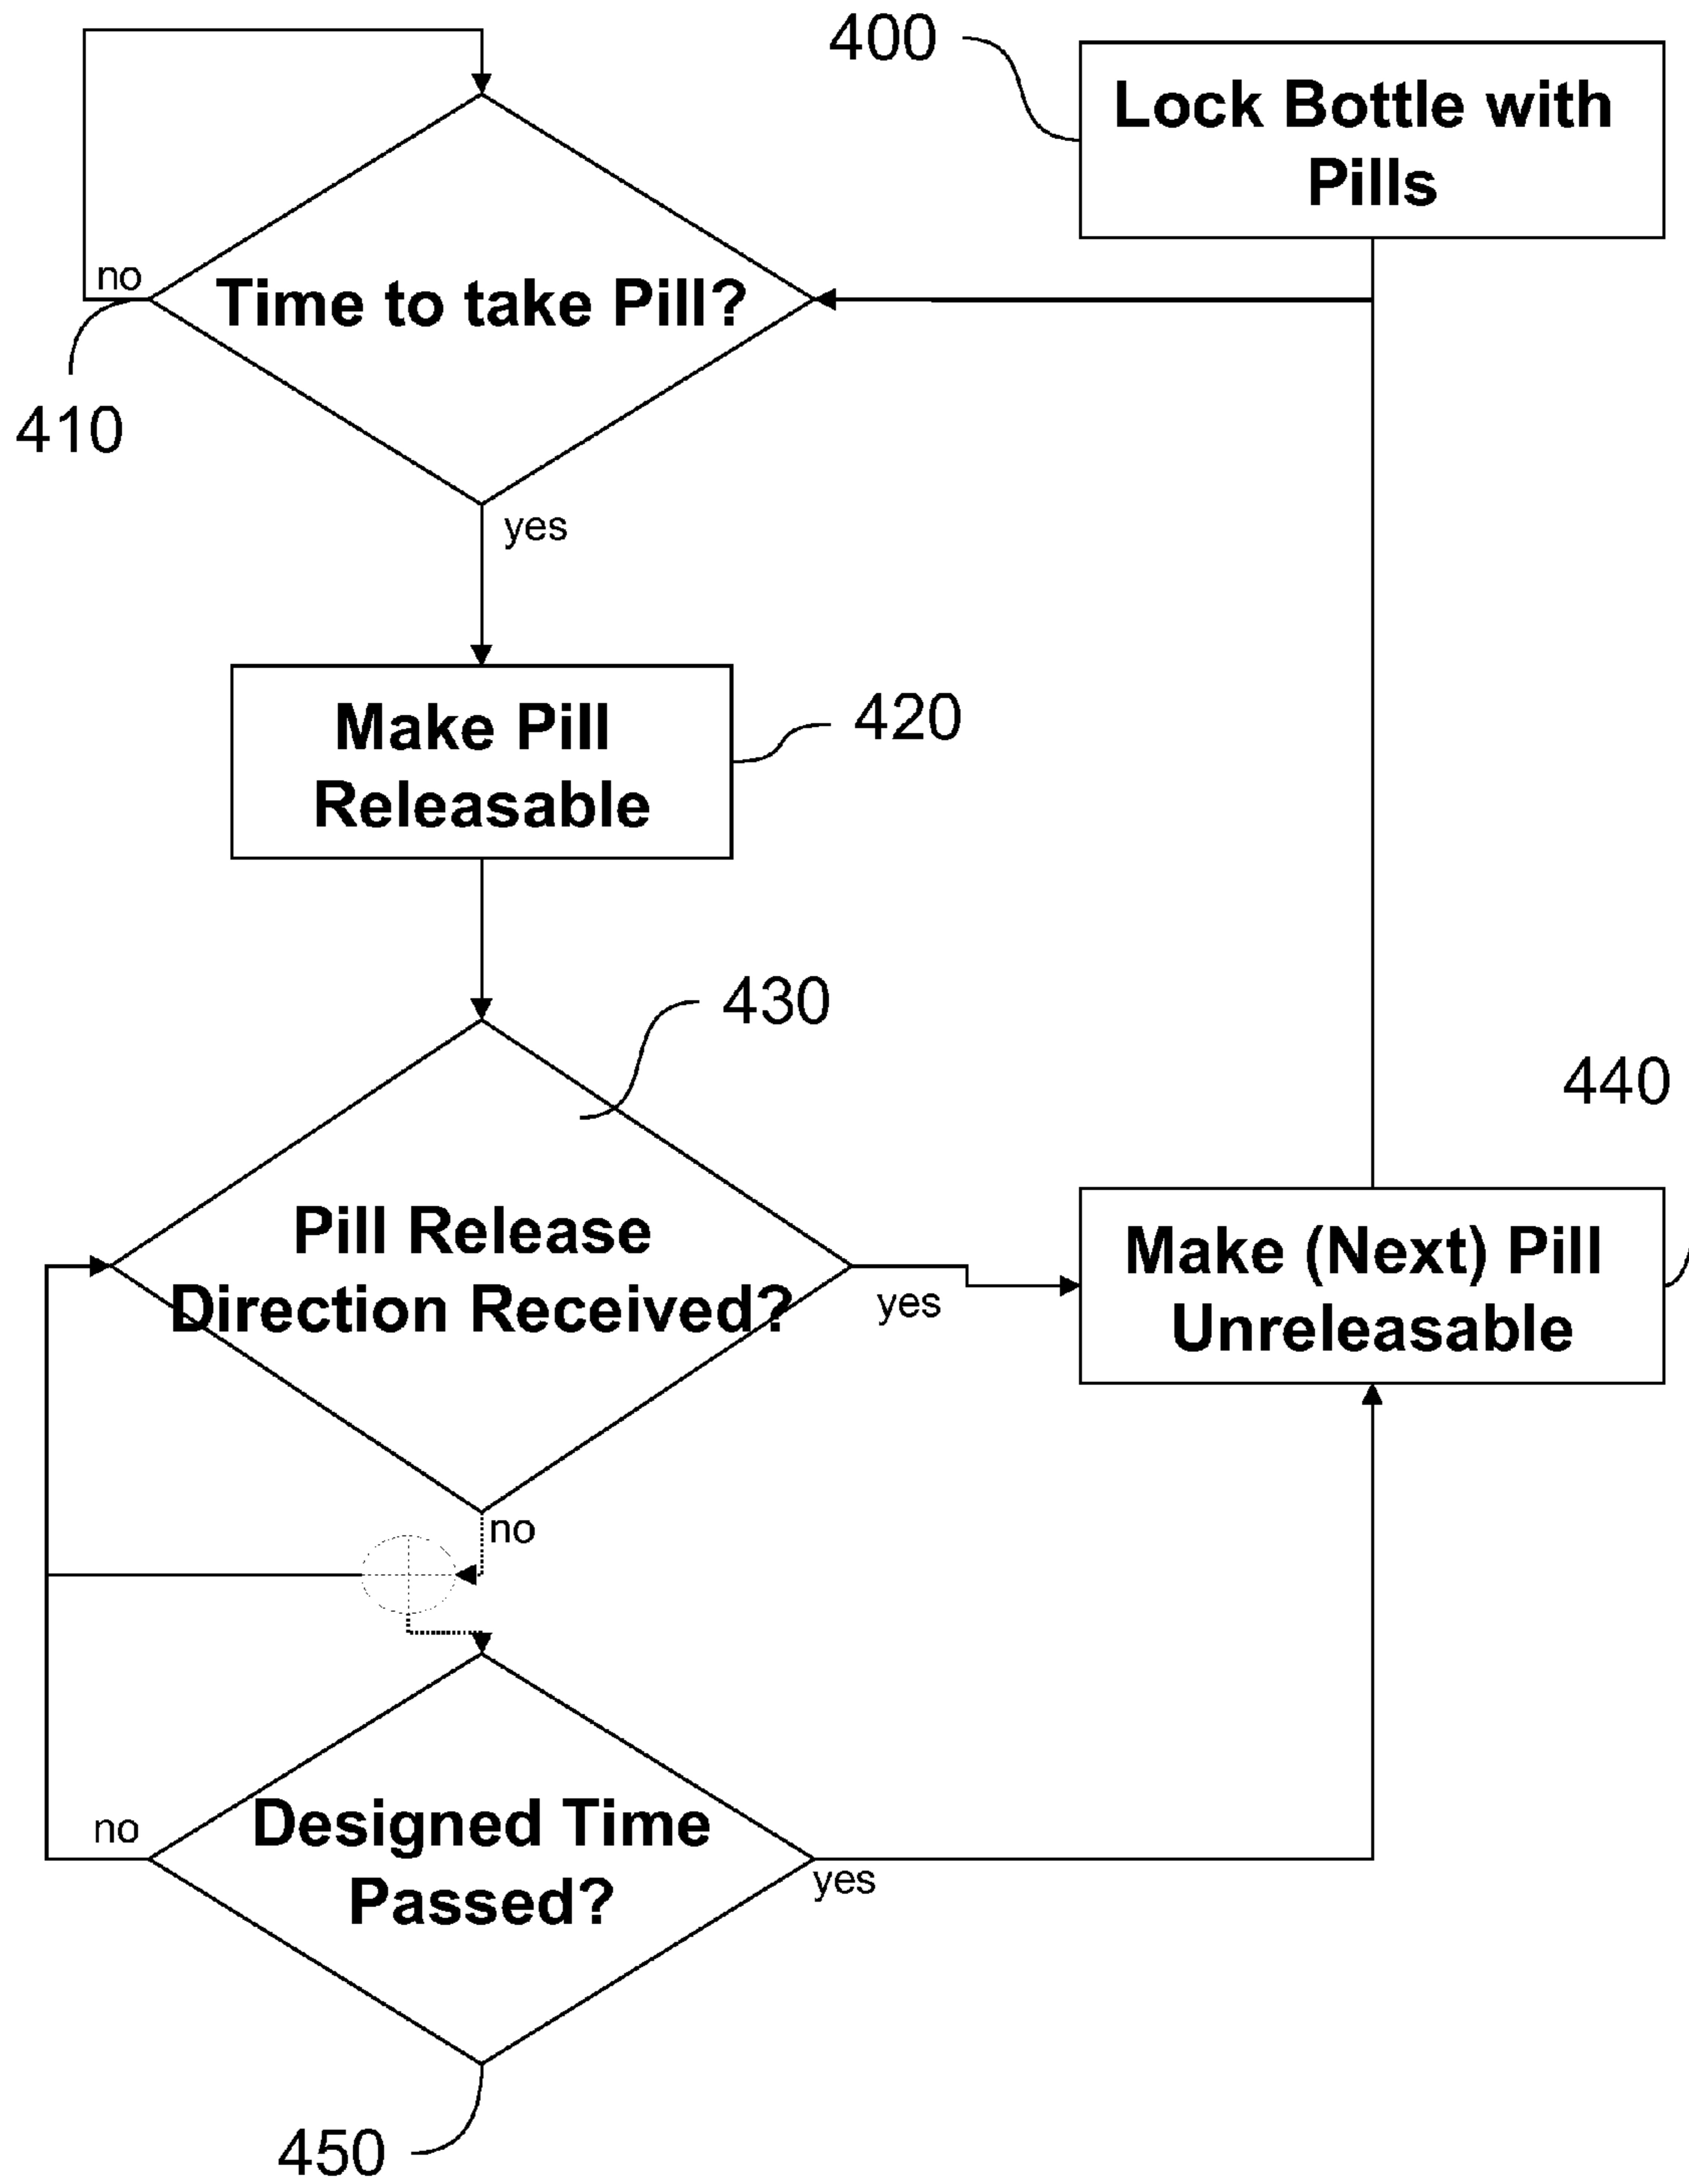 400
Lock Bottle with
Pills
no
Time to take Pill?
410
yes
Make Pill
Releasable
420
430
440
Pill Release
Direction Received?
yes
Make (Next) Pill
Unreleasable
no
Designed Time
Passed?
no
yes
450